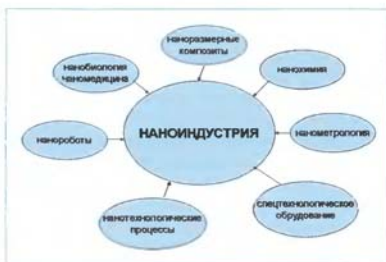 наноразмерные
композиты
нанобиология
наномедицина
нанохимия
НАНОИНДУСТРИЯ
нанороботы
нанометрология
нанотехнологические
процессы
спецтехнологическое
обрудование